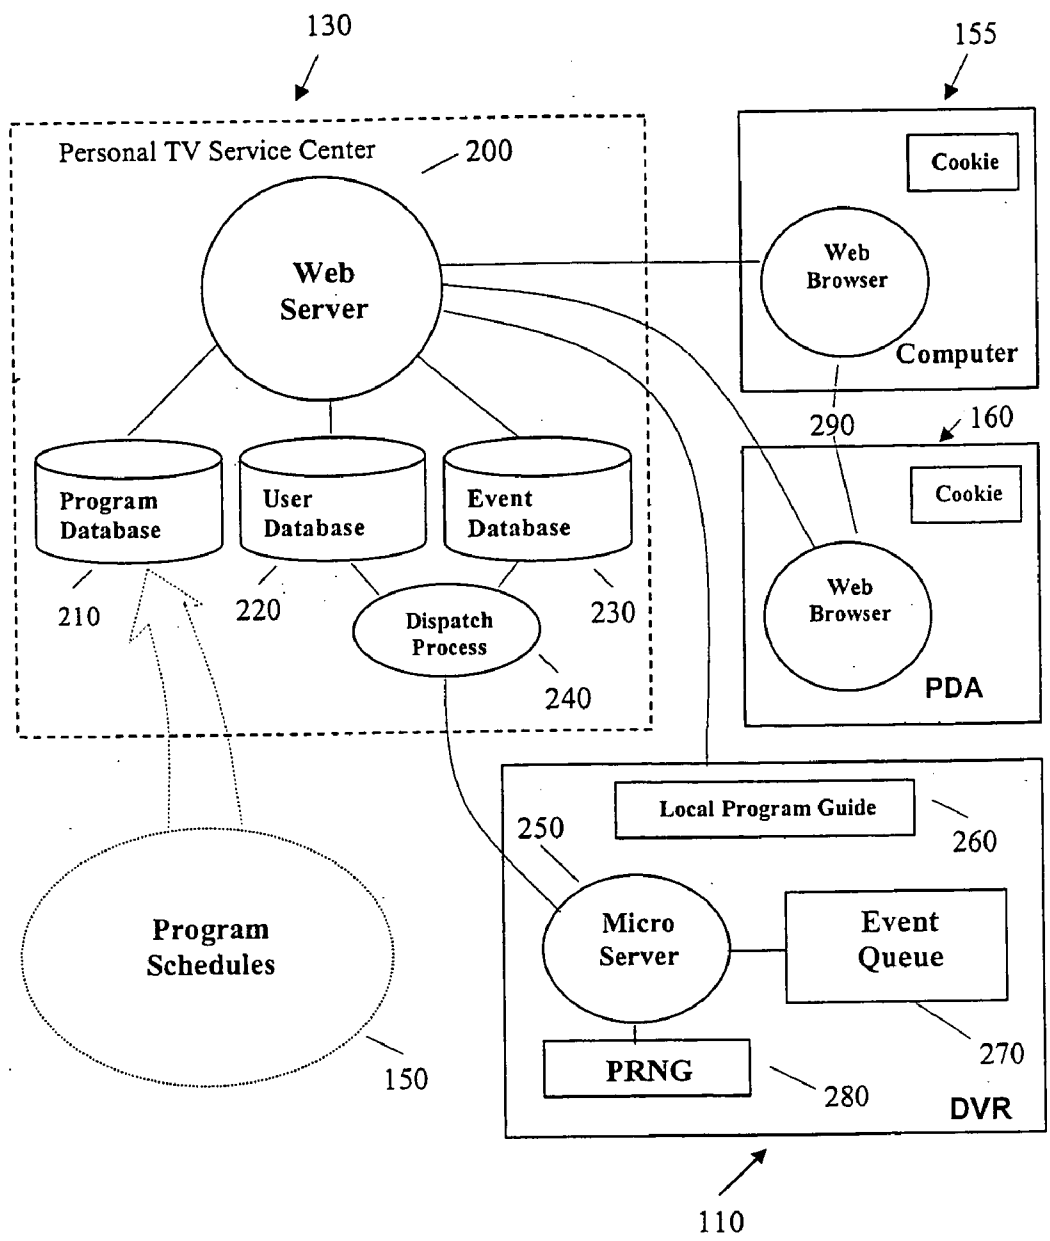 130
155
Personal TV Service Center
200
Cookie
Web
Server
Web
Browser
Computer
290
160
Program
Database
User
Database
Event
Database
Cookie
210
220
230
Dispatch
Process
Web
Browser
240
PDA
Local Program Guide
250
260
Program
Schedules
Micro
Server
Event
Queue
270
150
PRNG
280
DVR
110